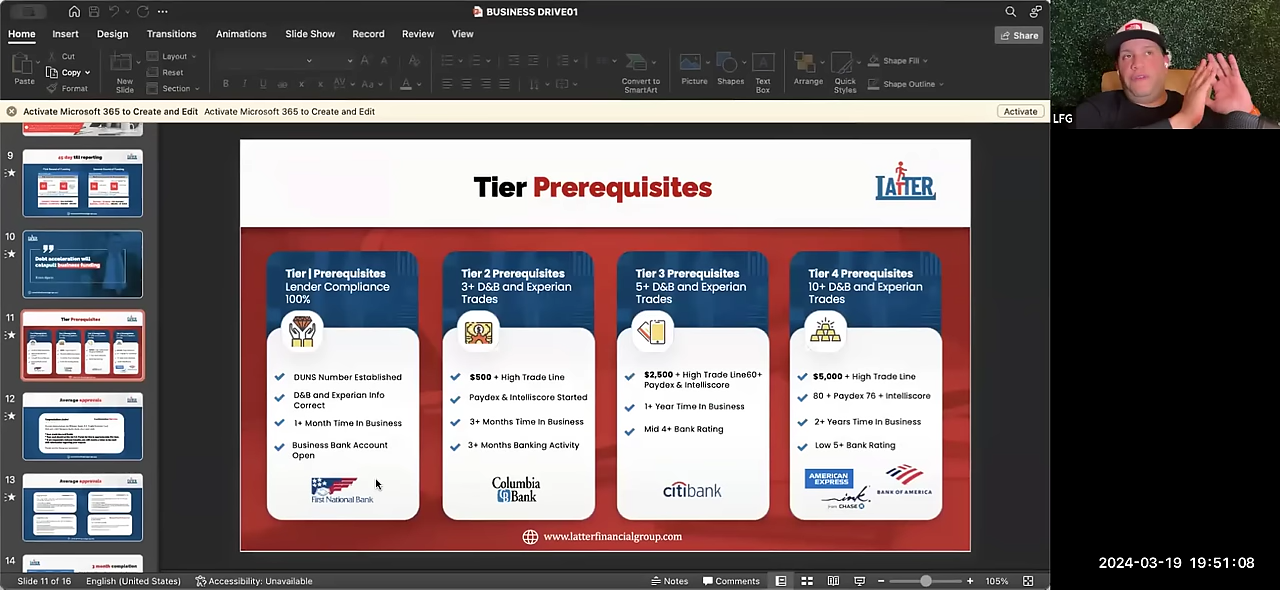 BUSINESS DRIVE01
Home Insert Design Transitions Animations Slide Show Record Review View
Share
Paste
Cut
Copy
Format
New Slide
Layout
Reset
Section
Convert to SmartArt
Picture
Shapes
Text Box
Arrange
Quick Styles
Shape Fill
Shape Outline
Activate Microsoft 365 to Create and Edit Activate Microsoft 365 to Create and Edit
Activate
LFG
9
45 day tri reporting
10
Debt acceleration will
catapult business funding
11
Tier Prerequisites
12
Average approvals
13
Average approvals
14
3 month completion
Tier Prerequisites
LATTER
Tier | Prerequisites
Lender Compliance
100%
DUNS Number Established
D&B and Experian Info
Correct
1+ Month Time In Business
Business Bank Account
Open
First National Bank
Tier 2 Prerequisites
3+ D&B and Experian
Trades
$500 + High Trade Line
Paydex & Intelliscore Started
3+ Months Time In Business
3+ Months Banking Activity
Columbia
Bank
Tier 3 Prerequisites
5+ D&B and Experian
Trades
$2,500 + High Trade Line60+
Paydex & Intelliscore
1+ Year Time In Business
Mid 4+ Bank Rating
citibank
Tier 4 Prerequisites
10+ D&B and Experian
Trades
$5,000 + High Trade Line
80 + Paydex 76 + Intelliscore
2+ Years Time In Business
Low 5+ Bank Rating
AMERICAN
EXPRESS
ink
from CHASE
BANK OF AMERICA
www.latterfinancialgroup.com
2024-03-19 19:51:08
Slide 11 of 16 English (United States) Accessibility: Unavailable
Notes Comments 105%